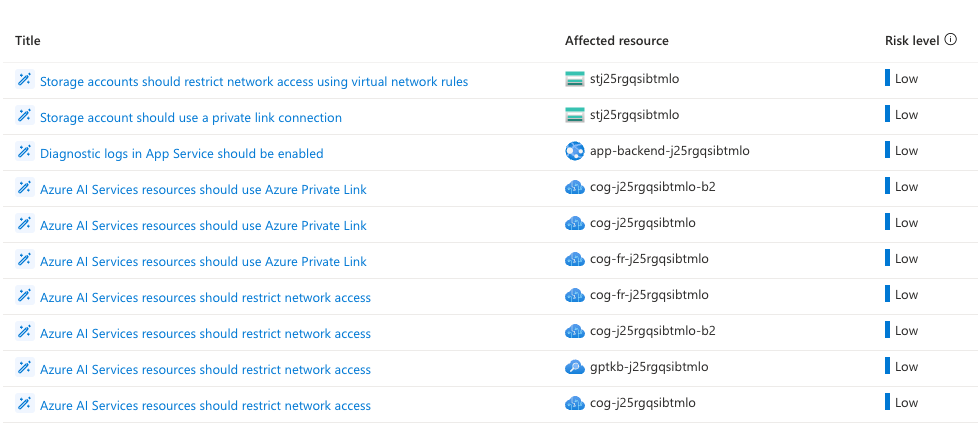 Title Affected resource Risk level
Storage accounts should restrict network access using virtual network rules stj25rgqsibtmlo Low
Storage account should use a private link connection stj25rgqsibtmlo Low
Diagnostic logs in App Service should be enabled app-backend-j25rgqsibtmlo Low
Azure AI Services resources should use Azure Private Link cog-j25rgqsibtmlo-b2 Low
Azure AI Services resources should use Azure Private Link cog-j25rgqsibtmlo Low
Azure AI Services resources should use Azure Private Link cog-fr-j25rgqsibtmlo Low
Azure AI Services resources should restrict network access cog-fr-j25rgqsibtmlo Low
Azure AI Services resources should restrict network access cog-j25rgqsibtmlo-b2 Low
Azure AI Services resources should restrict network access gptkb-j25rgqsibtmlo Low
Azure AI Services resources should restrict network access cog-j25rgqsibtmlo Low